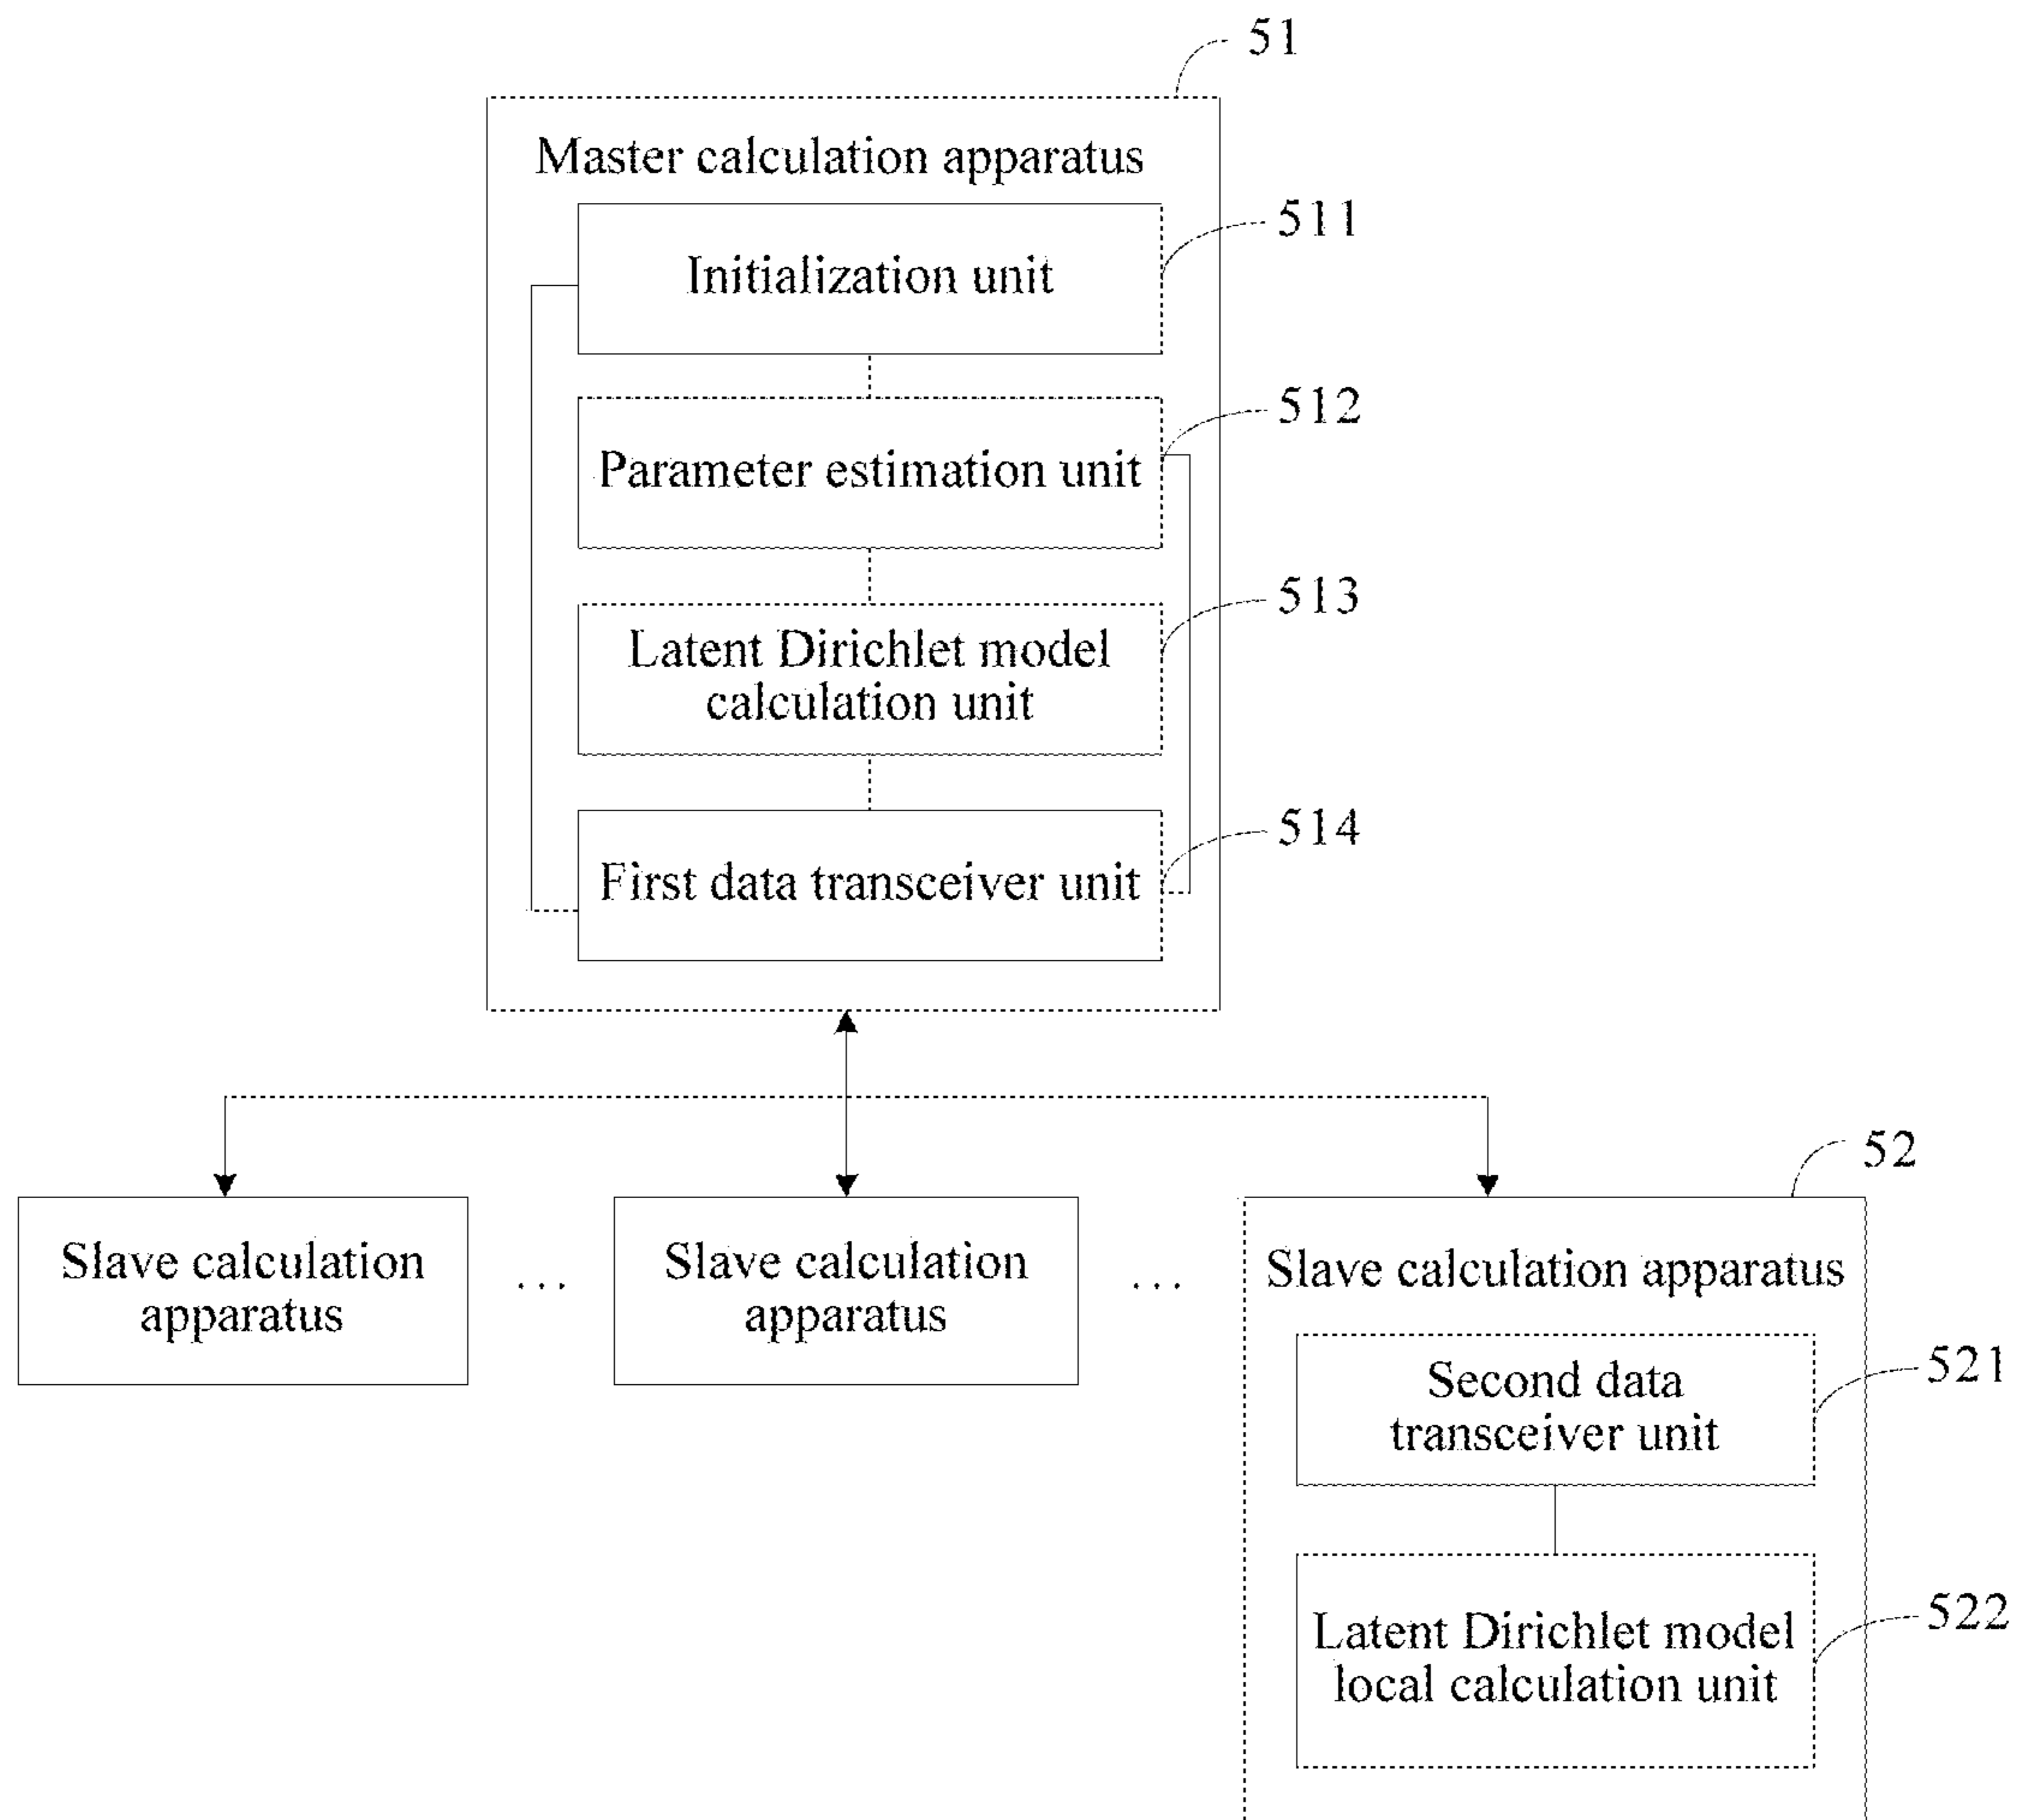 51
Master calculation apparatus
511
Initialization unit
512
Parameter estimation unit
513
Latent Dirichlet model
calculation unit
514
First data transceiver unit
52
Slave calculation
apparatus
...
Slave calculation
apparatus
...
Slave calculation apparatus
521
Second data
transceiver unit
522
Latent Dirichlet model
local calculation unit